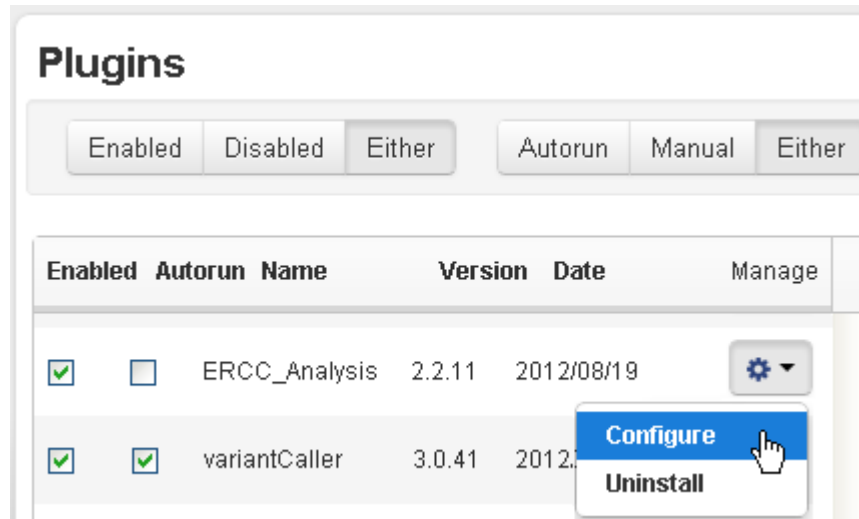 Plugins
Enabled Disabled Either Autorun Manual Either
Enabled Autorun Name Version Date Manage
ERCC_Analysis 2.2.11 2012/08/19
Configure
variantCaller 3.0.41 2012
Uninstall